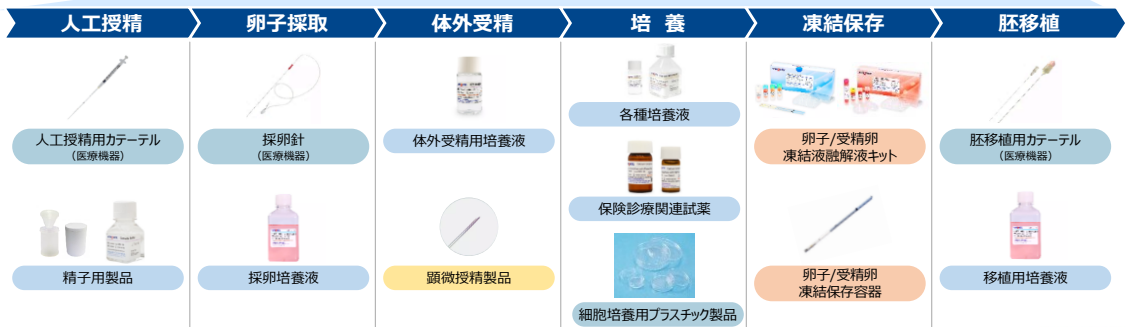 人工授精
卵子採取
体外受精
培 養
凍結保存
胚移植
人工授精用カテーテル
(医療機器)
精子用製品
採卵針
(医療機器)
採卵培養液
体外受精用培養液
顕微授精製品
各種培養液
保険診療関連試薬
細胞培養用プラスチック製品
卵子/受精卵
凍結液融解液キット
卵子/受精卵
凍結保存容器
胚移植用カテーテル
(医療機器)
移植用培養液